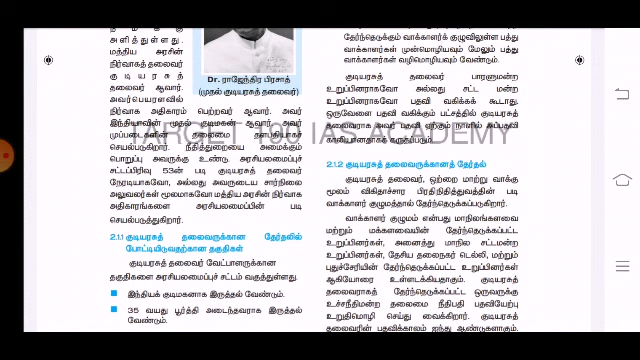 அளித்துள்ளது.
மத்திய அரசின்
நிர்வாகத் தலைவர்
குடியரசுத்
தலைவர் ஆவார்.
அவர்பெயரளவில்
நிர்வாக அதிகாரம் பெற்றவர் ஆவார். அவர்
இந்தியாவின் முதல் குடிமகன் ஆவார். அவர்
முப்படைகளின் தலைமை தளபதியாகச்
செயல்படுகிறார். நீதித்துறையை அமைக்கும்
பொறுப்பு அவருக்கு உண்டு. அரசியலமைப்புச்
சட்டப்பிரிவு 53ன் படி குடியரசுத் தலைவர்
நேரடியாகவோ, அல்லது அவருடைய சார்நிலை
அலுவலர்கள் மூலமாகவோ மத்திய அரசின் நிர்வாக
அதிகாரங்களை அரசியலமைப்பின் படி
செயல்படுத்துகிறார்.
Dr. ராஜேந்திர பிரசாத்
(முதல் குடியரசுத் தலைவர்)
2.1.1 குடியரசுத் தலைவருக்கான தேர்தலில்
போட்டியிடுவதற்கான தகுதிகள்
குடியரசுத் தலைவர் வேட்பாளருக்கான
தகுதிகளை அரசியலமைப்புச் சட்டம் வகுத்துள்ளது.
இந்தியக் குடிமகனாக இருத்தல் வேண்டும்.
35 வயது பூர்த்தி அடைந்தவராக இருத்தல்
வேண்டும்.
தேர்ந்தெடுக்கும் வாக்காளர்க் குழுவிலுள்ள பத்து
வாக்காளர்கள் முன்மொழியவும் மேலும் பத்து
வாக்காளர்கள் வழிமொழியவும் வேண்டும்.
குடியரசுத் தலைவர் பாரளுமன்ற
உறுப்பினராகவோ அல்லது சட்ட மன்ற
உறுப்பினராகவோ பதவி வகிக்கக் கூடாது.
ஒருவேளை பதவி வகிக்கும் பட்சத்தில் குடியரசுத்
தலைவராக அவர் பதவி ஏற்கும் நாளில் அப்பதவி
காலியானதாகக் கருதப்படும்.
2.1.2 குடியரசுத் தலைவருக்கானத் தேர்தல்
குடியரசுத் தலைவர், ஒற்றை மாற்று வாக்கு
மூலம் விகிதாச்சார பிரதிநிதித்துவத்தின் படி
வாக்காளர் குழுமத்தால் தேர்ந்தெடுக்கப்படுகிறார்.
வாக்காளர் குழுமம் என்பது மாநிலங்களவை
மற்றும் மக்களவையின் தேர்ந்தெடுக்கப்பட்ட
உறுப்பினர்கள், அனைத்து மாநில சட்டமன்ற
உறுப்பினர்கள், தேசிய தலைநகர் டெல்லி, மற்றும்
புதுச்சேரியின் தேர்ந்தெடுக்கப்பட்ட உறுப்பினர்கள்
ஆகியோரை உள்ளடக்கியதாகும். குடியரசுத்
தலைவராகத் தேர்ந்தெடுக்கப்பட்ட ஒருவருக்கு
உச்சநீதிமன்ற தலைமை நீதிபதி பதவியேற்பு
உறுதிமொழி செய்து வைக்கிறார். குடியரசுத்
தலைவரின் பதவிக்காலம் ஐந்து ஆண்டுகளாகும்.
TARGET 100 IAS ACADEMY